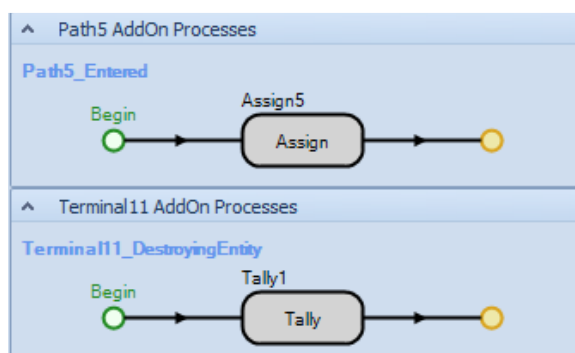 Path5 AddOn Processes
Path5_Entered
Assign5
Begin
Assign
Terminal11 AddOn Processes
Terminal11_DestroyingEntity
Tally1
Begin
Tally